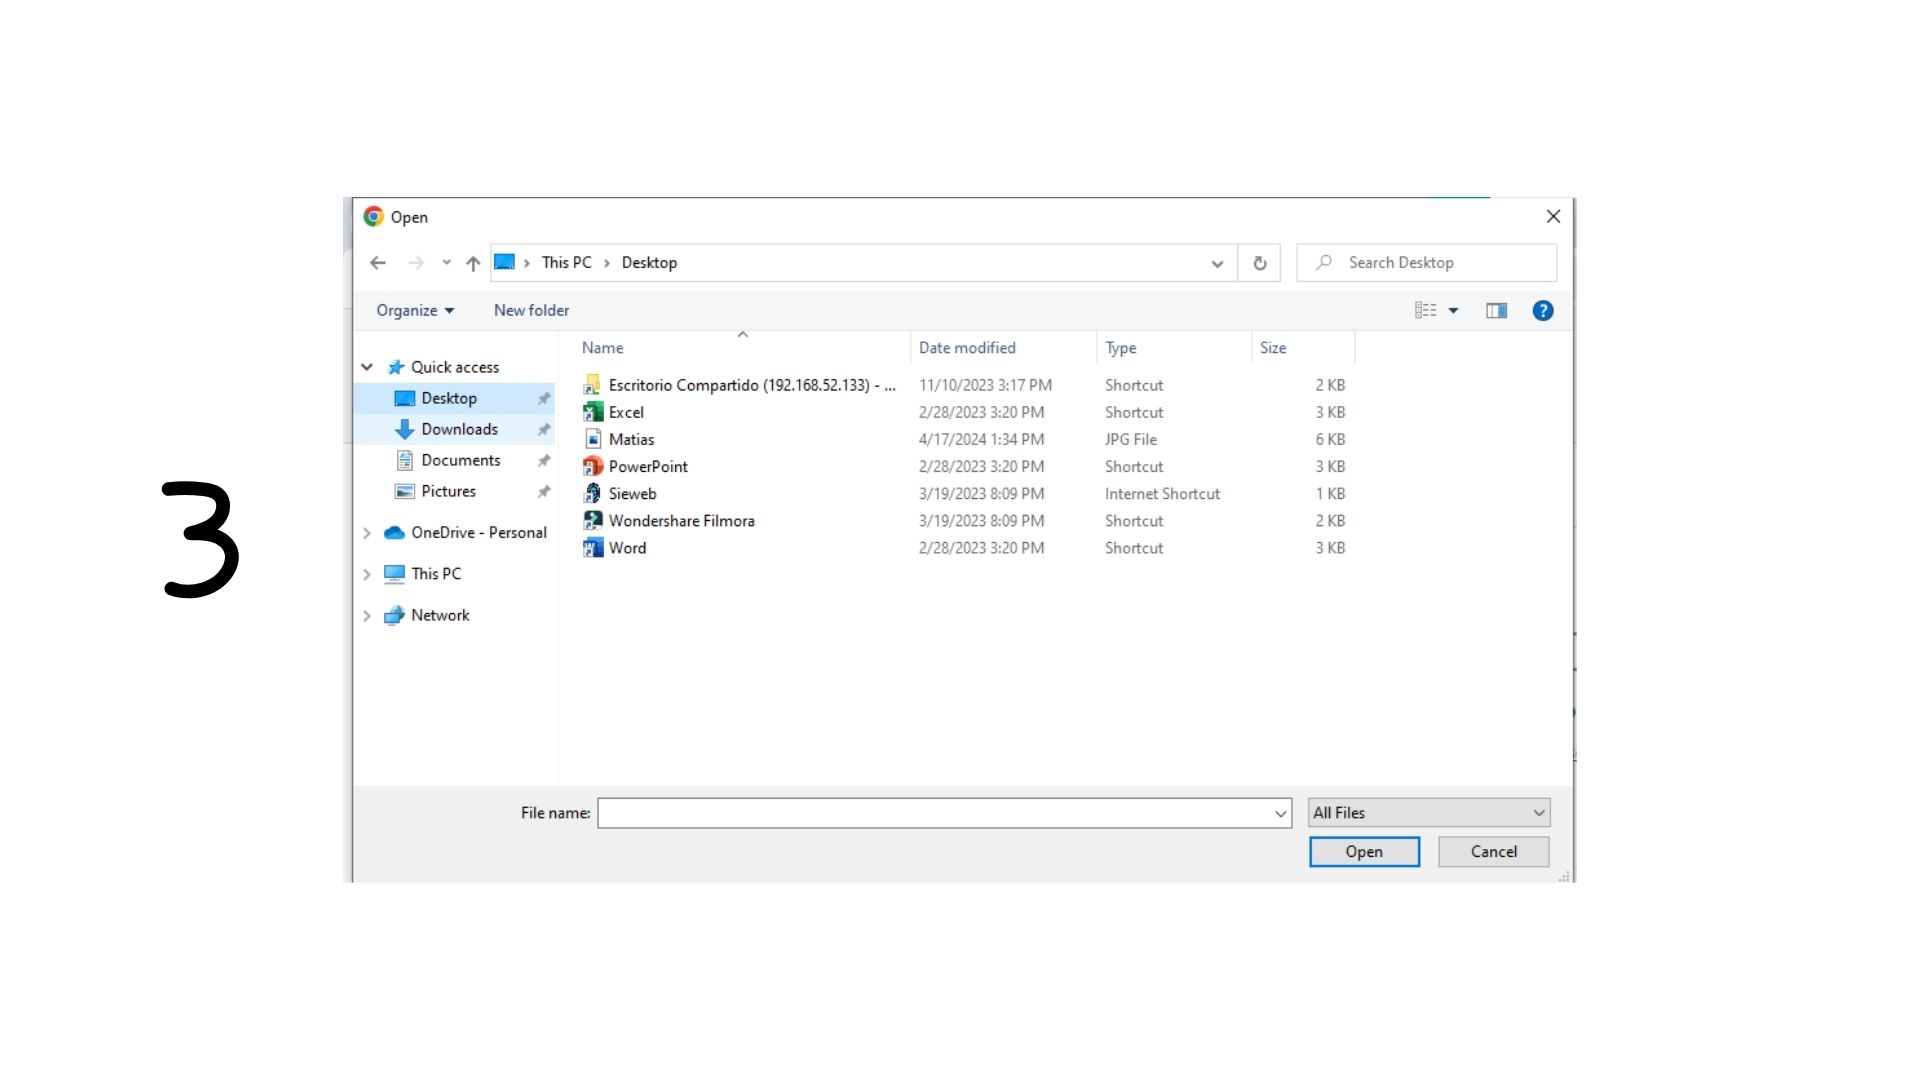 3
Open
This PC > Desktop
Search Desktop
Organize
New folder
Name Date modified Type Size
Quick access
Desktop
Downloads
Documents
Pictures
OneDrive - Personal
This PC
Network
Escritorio Compartido (192.168.52.133) - ... 11/10/2023 3:17 PM Shortcut 2 KB
Excel 2/28/2023 3:20 PM Shortcut 3 KB
Matias 4/17/2024 1:34 PM JPG File 6 KB
PowerPoint 2/28/2023 3:20 PM Shortcut 3 KB
Sieweb 3/19/2023 8:09 PM Internet Shortcut 1 KB
Wondershare Filmora 3/19/2023 8:09 PM Shortcut 2 KB
Word 2/28/2023 3:20 PM Shortcut 3 KB
File name:
All Files
Open
Cancel